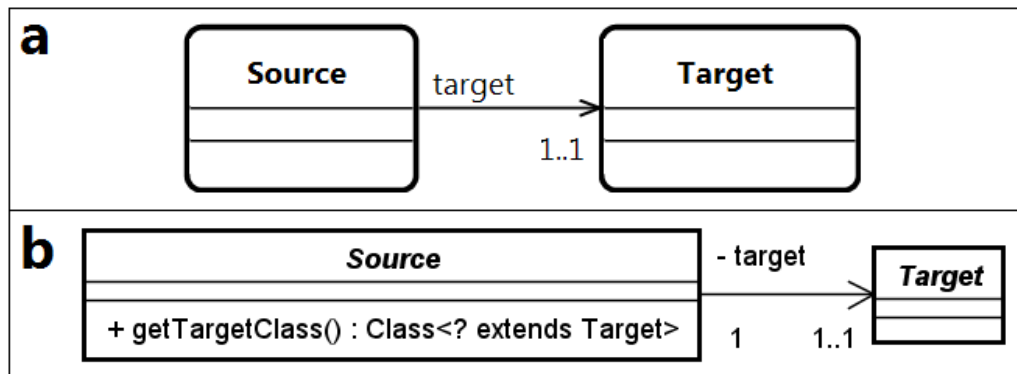 a
Source
target
Target
1..1
b
Source
- target
Target
+ getTargetClass() : Class<? extends Target>
1
1..1